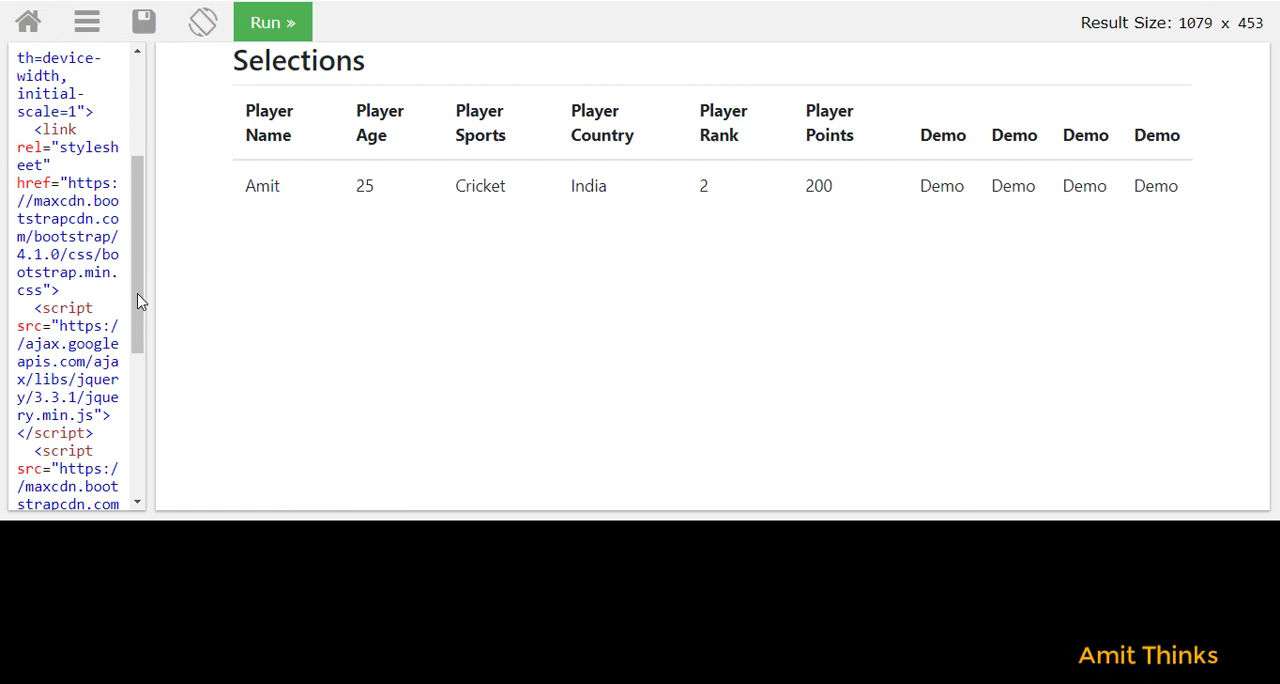 Run »
Result Size: 1079 x 453
th=device-
width,
initial-
scale=1">
<link
rel="stylesh
eet"
href="https:
//maxcdn.boo
tstrapcdn.co
m/bootstrap/
4.1.0/css/bo
otstrap.min.
css">
<script
src="https:/
/ajax.google
apis.com/aja
x/libs/jquer
y/3.3.1/jque
ry.min.js">
</script>
<script
src="https:/
/maxcdn.boot
strapcdn.com
Selections
Player Name Player Age Player Sports Player Country Player Rank Player Points Demo Demo Demo Demo
Amit 25 Cricket India 2 200 Demo Demo Demo Demo
Amit Thinks